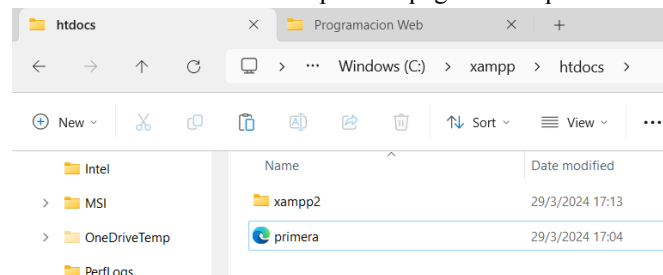 htdocs
Programacion Web
Windows (C:) > xampp > htdocs >
New
Sort
View
Intel
MSI
OneDriveTemp
PerfLogs
Name
Date modified
xampp2
29/3/2024 17:13
primera
29/3/2024 17:04